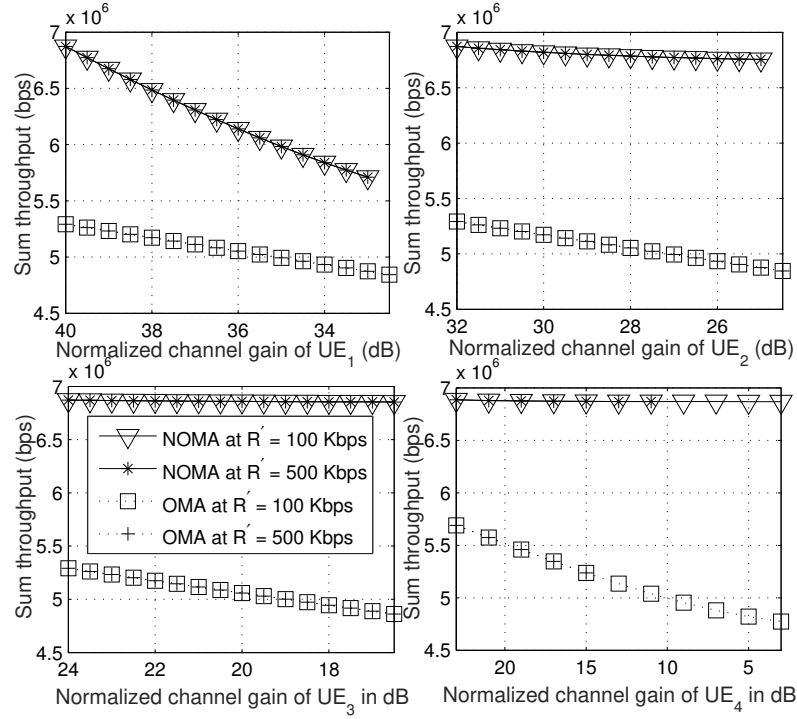 x 10^6
7
6.5
6
5.5
5
4.5
Sum throughput (bps)
40 38 36 34
Normalized channel gain of UE_1 (dB)
x 10^6
7
6.5
6
5.5
5
4.5
Sum throughput (bps)
32 30 28 26
Normalized channel gain of UE_2 (dB)
x 10^6
7
6.5
6
5.5
5
4.5
Sum throughput (bps)
NOMA at R′ = 100 Kbps
NOMA at R′ = 500 Kbps
OMA at R′ = 100 Kbps
OMA at R′ = 500 Kbps
24 22 20 18
Normalized channel gain of UE_3 in dB
x 10^6
7
6.5
6
5.5
5
4.5
Sum throughput (bps)
20 15 10 5
Normalized channel gain of UE_4 in dB